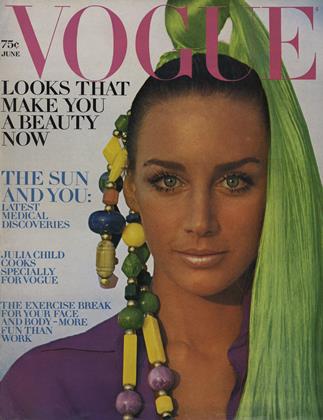 VOGUE
75¢
JUNE
LOOKS THAT
MAKE YOU
A BEAUTY
NOW
THE SUN
AND YOU:
LATEST
MEDICAL
DISCOVERIES
JULIA CHILD
COOKS
SPECIALLY
FOR VOGUE
THE EXERCISE BREAK
FOR YOUR FACE
AND BODY–MORE
FUN THAN
WORK